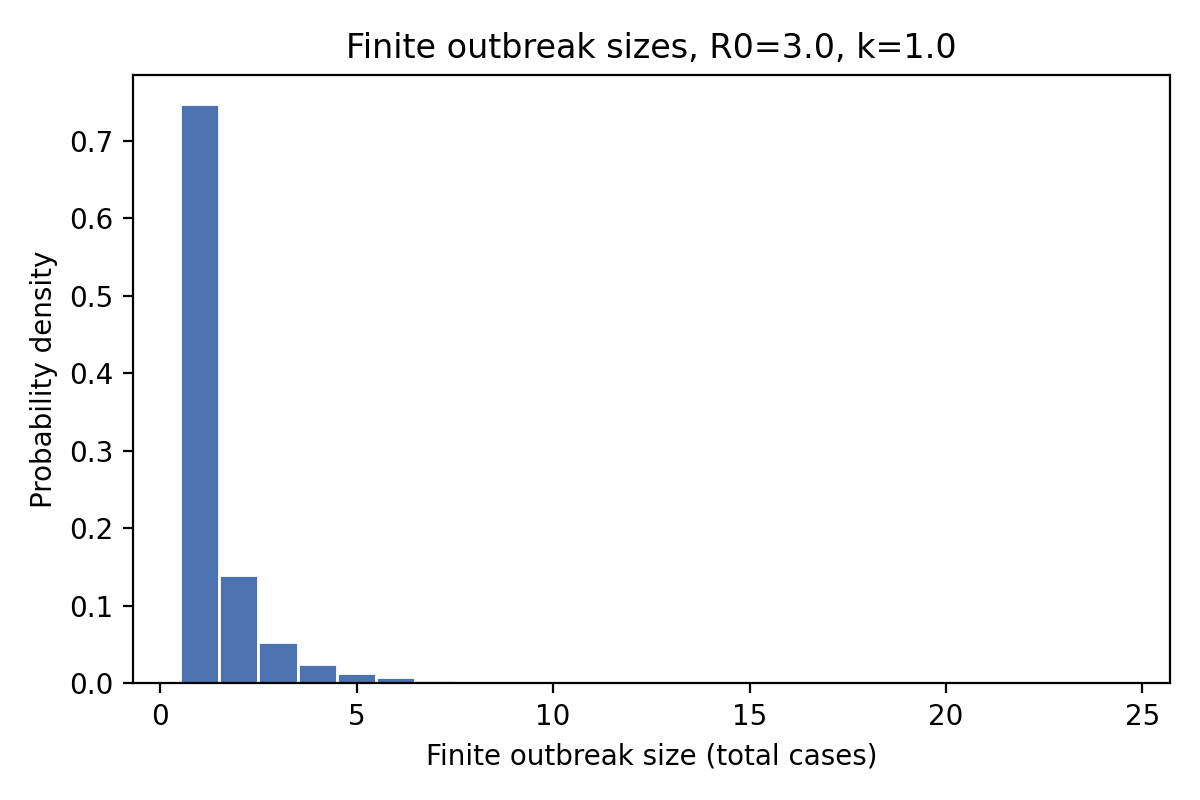 Finite outbreak sizes, R0=3.0, k=1.0
Probability density
0.7
0.6
0.5
0.4
0.3
0.2
0.1
0.0
0 5 10 15 20 25
Finite outbreak size (total cases)